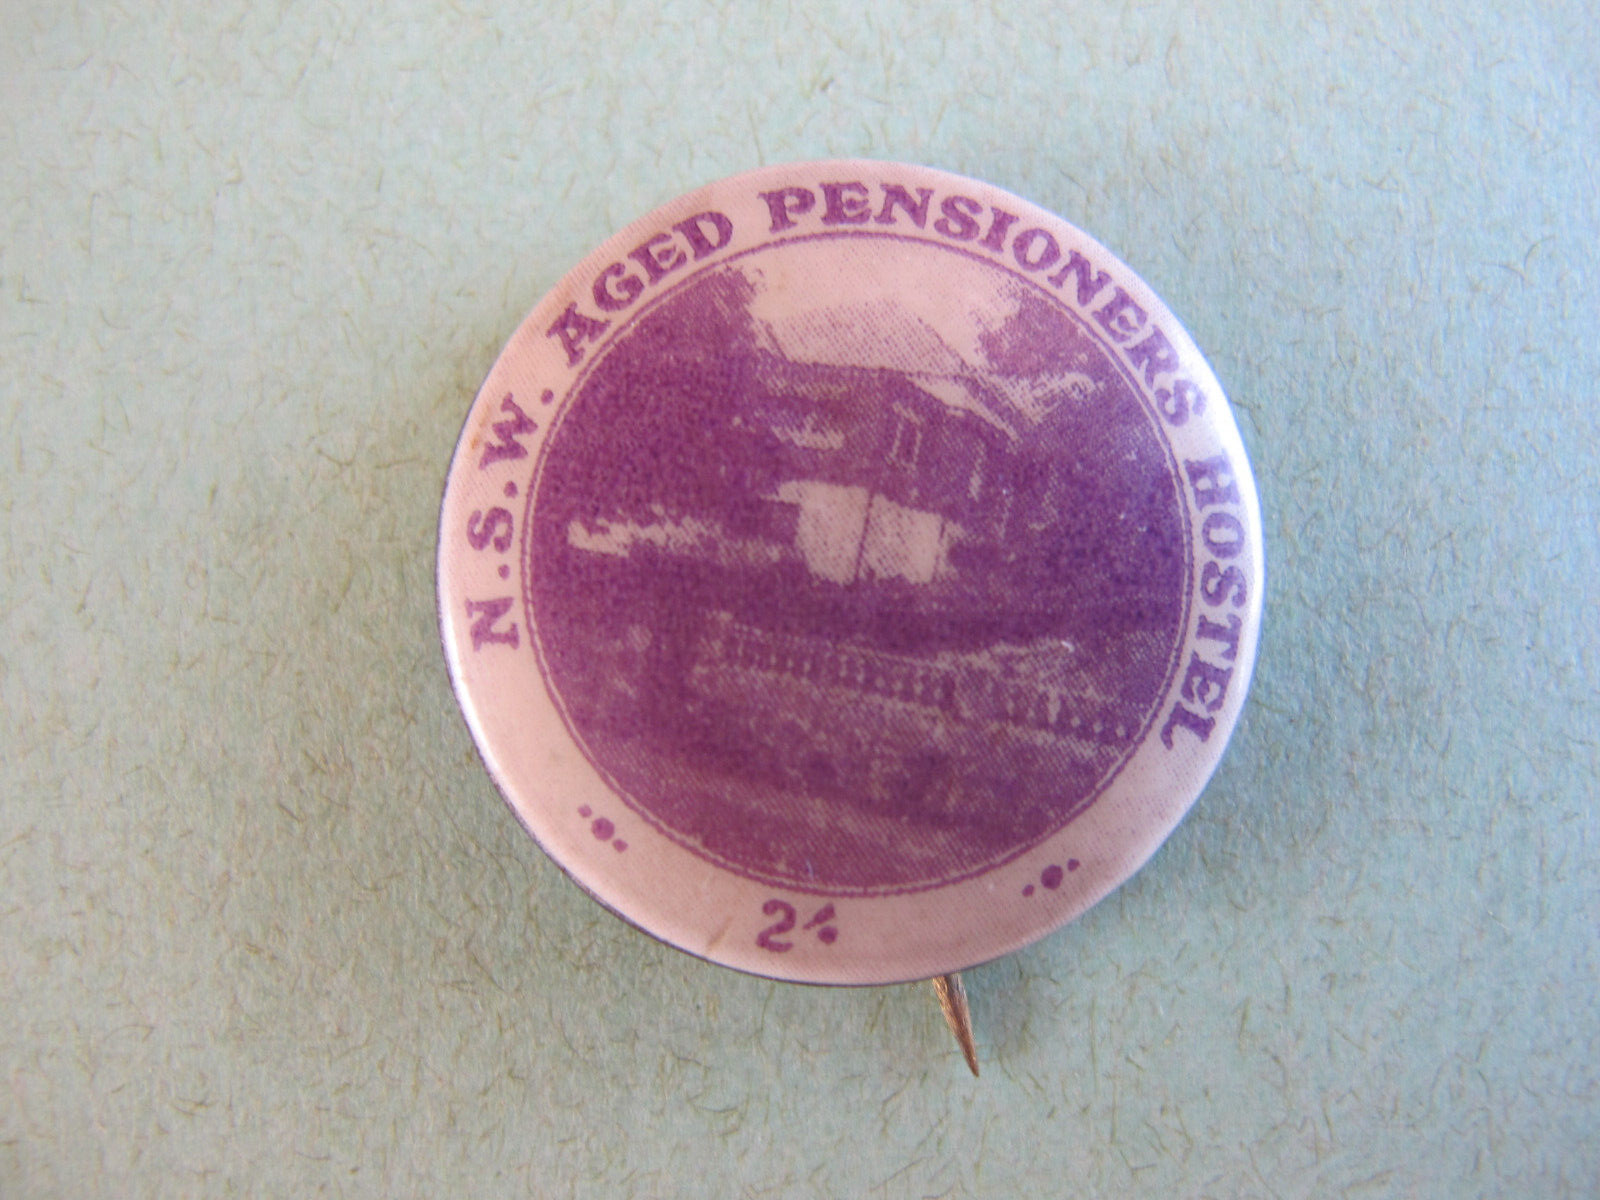 N.S.W. AGED PENSIONERS HOSTEL
2/-